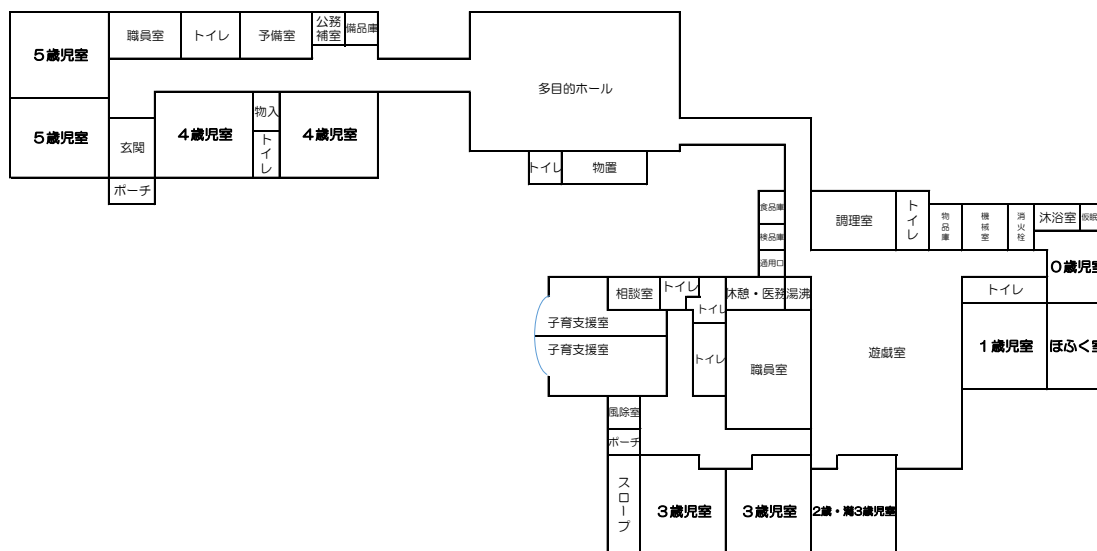 5歳児室
職員室
トイレ
予備室
公務
補室
備品庫
5歳児室
玄関
ポーチ
4歳児室
物入
トイレ
4歳児室
多目的ホール
トイレ
物置
食品庫
検品庫
通用口
調理室
トイレ
物品庫
機械室
消火栓
沐浴室
仮眠
0歳児室
トイレ
1歳児室
ほふく室
相談室
トイレ
トイレ
休憩・医務
湯沸
子育支援室
子育支援室
トイレ
職員室
遊戯室
風除室
ポーチ
スロープ
3歳児室
3歳児室
2歳・満3歳児室